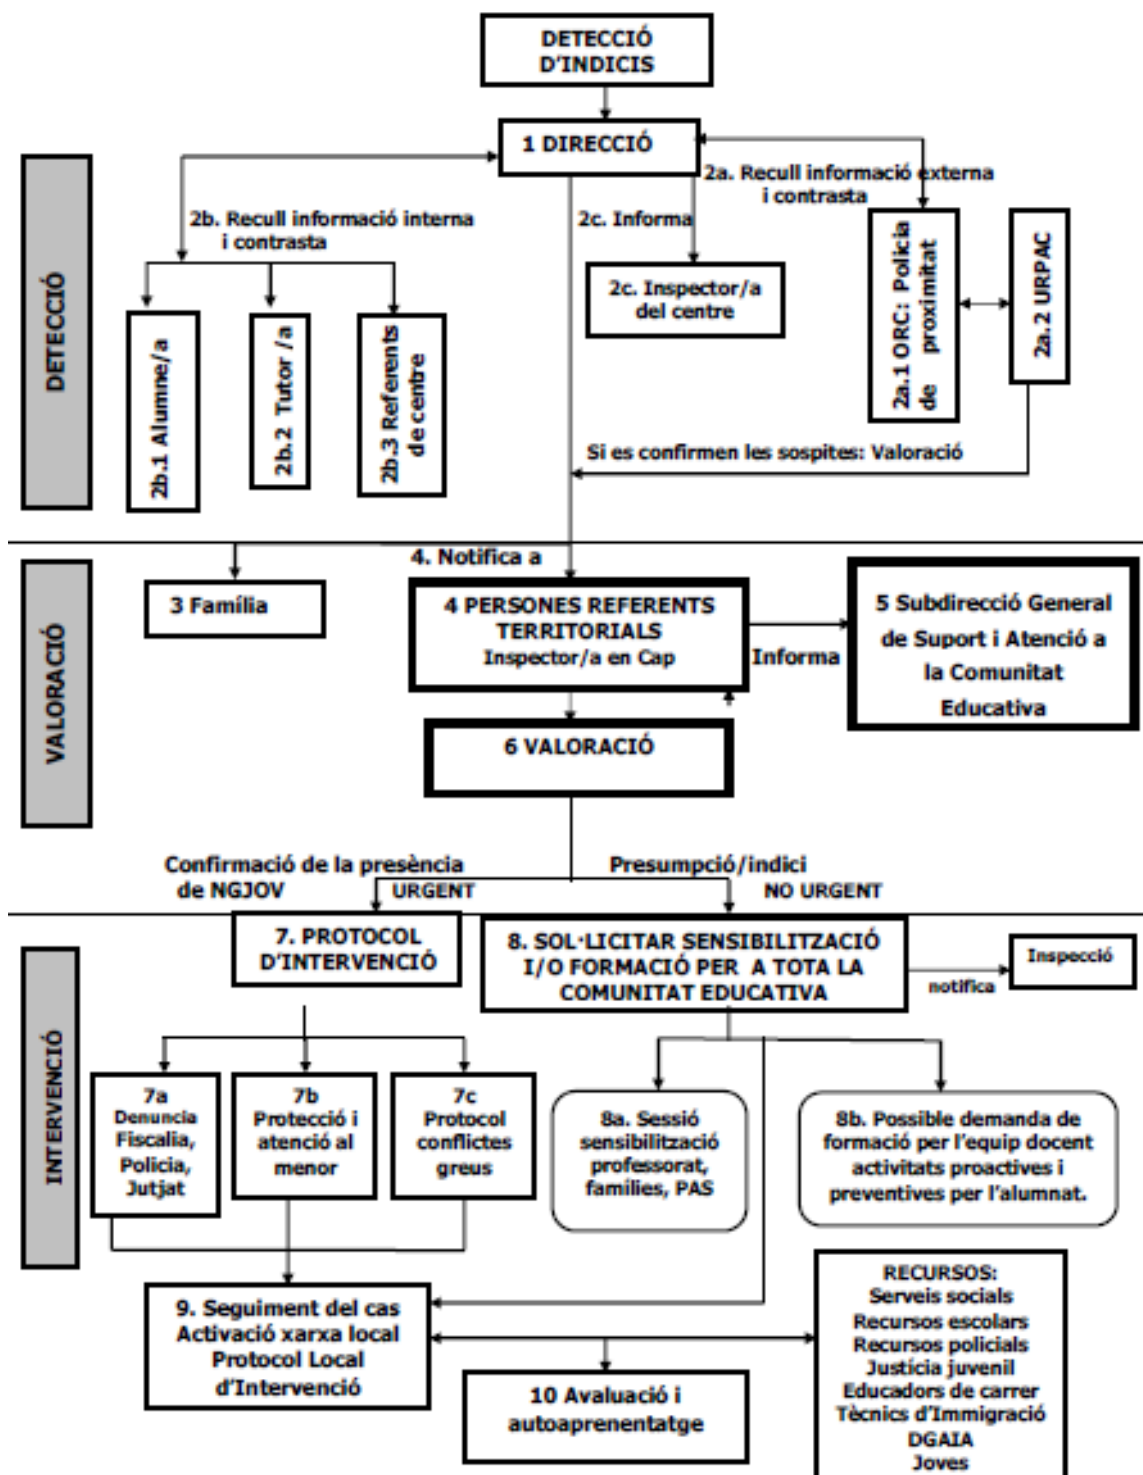 DETECCIÓ
D'INDICIS
1 DIRECCIÓ
2a. Recull informació externa
i contrasta
2b. Recull informació interna
i contrasta
2c. Informa
2c. Inspector/a
del centre
2a.1 ORC: Policia
de proximitat
2a.2 URPAC
DETECCIÓ
2b.1 Alumne/a
2b.2 Tutor /a
2b.3 Referents
de centre
Si es confirmen les sospites: Valoració
4. Notifica a
3 Família
4 PERSONES REFERENTS
TERRITORIALS
Inspector/a en Cap
Informa
5 Subdirecció General
de Suport i Atenció a
la Comunitat
Educativa
VALORACIÓ
6 VALORACIÓ
Confirmació de la presència
de NGJOV
URGENT
Presumpció/indici
NO URGENT
7. PROTOCOL
D'INTERVENCIÓ
8. SOL·LICITAR SENSIBILITZACIÓ
I/O FORMACIÓ PER A TOTA LA
COMUNITAT EDUCATIVA
notifica
Inspecció
INTERVENCIÓ
7a
Denuncia
Fiscalia,
Policia,
Jutjat
7b
Protecció i
atenció al
menor
7c
Protocol
conflictes
greus
8a. Sessió
sensibilització
professorat,
famílies, PAS
8b. Possible demanda de
formació per l'equip docent
activitats proactives i
preventives per l'alumnat.
9. Seguiment del cas
Activació xarxa local
Protocol Local
d'Intervenció
10 Avaluació i
autoaprenentatge
RECURSOS:
Serveis socials
Recursos escolars
Recursos policials
Justícia juvenil
Educadors de carrer
Tècnics d'Immigració
DGAIA
Joves